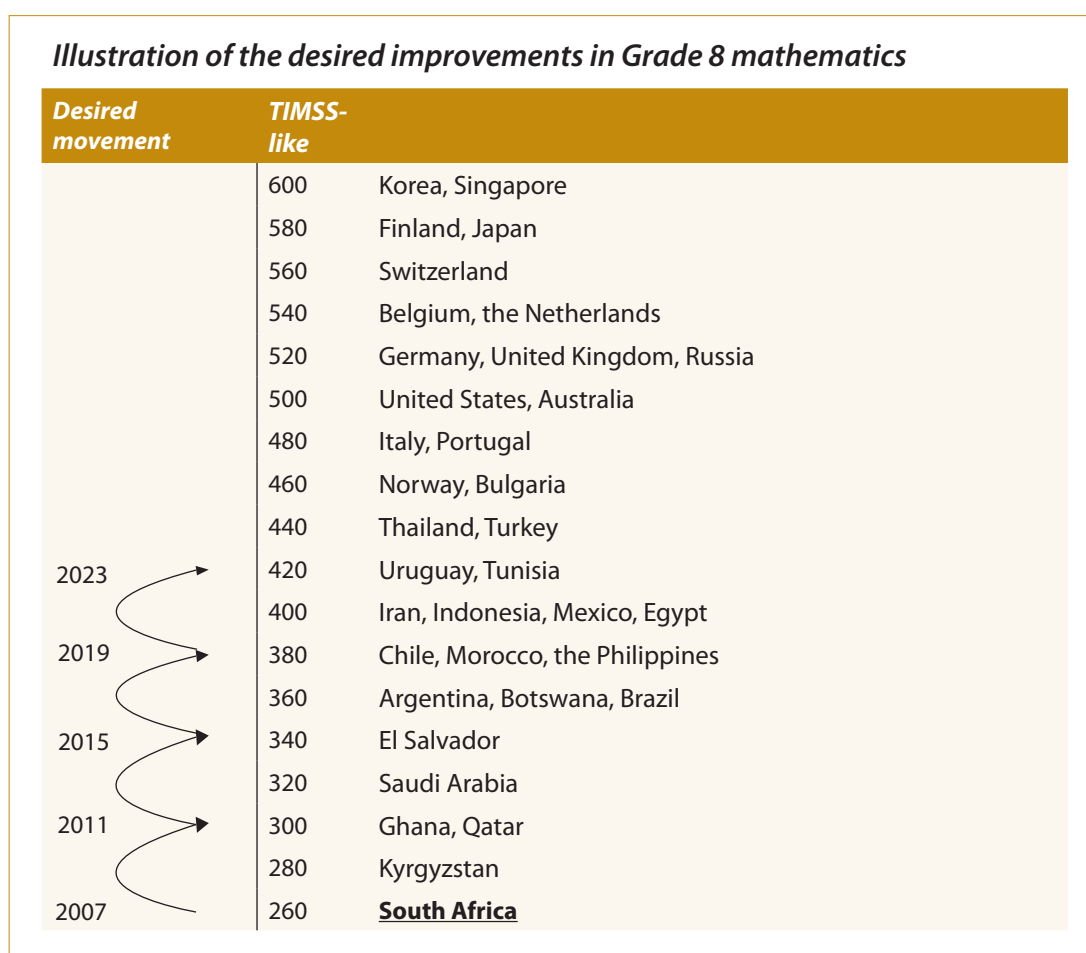 Illustration of the desired improvements in Grade 8 mathematics
Desired movement TIMSS-like
600 Korea, Singapore
580 Finland, Japan
560 Switzerland
540 Belgium, the Netherlands
520 Germany, United Kingdom, Russia
500 United States, Australia
480 Italy, Portugal
460 Norway, Bulgaria
440 Thailand, Turkey
2023 420 Uruguay, Tunisia
400 Iran, Indonesia, Mexico, Egypt
2019 380 Chile, Morocco, the Philippines
360 Argentina, Botswana, Brazil
2015 340 El Salvador
320 Saudi Arabia
2011 300 Ghana, Qatar
280 Kyrgyzstan
2007 260 South Africa